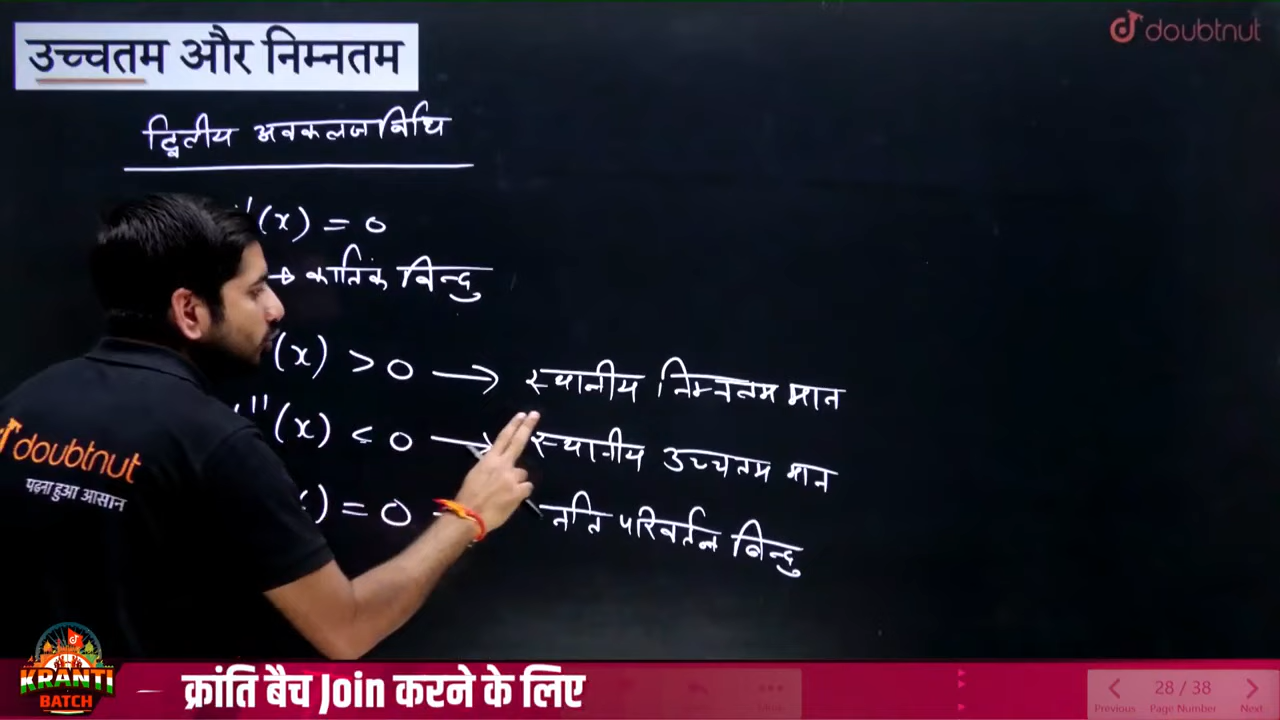 उच्चतम और निम्नतम
doubtnut
द्वितीय अवकलज विधि
'(x) = 0
→ क्रांतिक बिन्दु
(x) > 0 → स्थानीय निम्नतम मान
"(x) < 0 → स्थानीय उच्चतम मान
) = 0 नति परिवर्तन बिन्दु
doubtnut
पढ़ना हुआ आसान
KRANTI
BATCH
क्रांति बैच Join करने के लिए
28 / 38
Previous Page Number Next